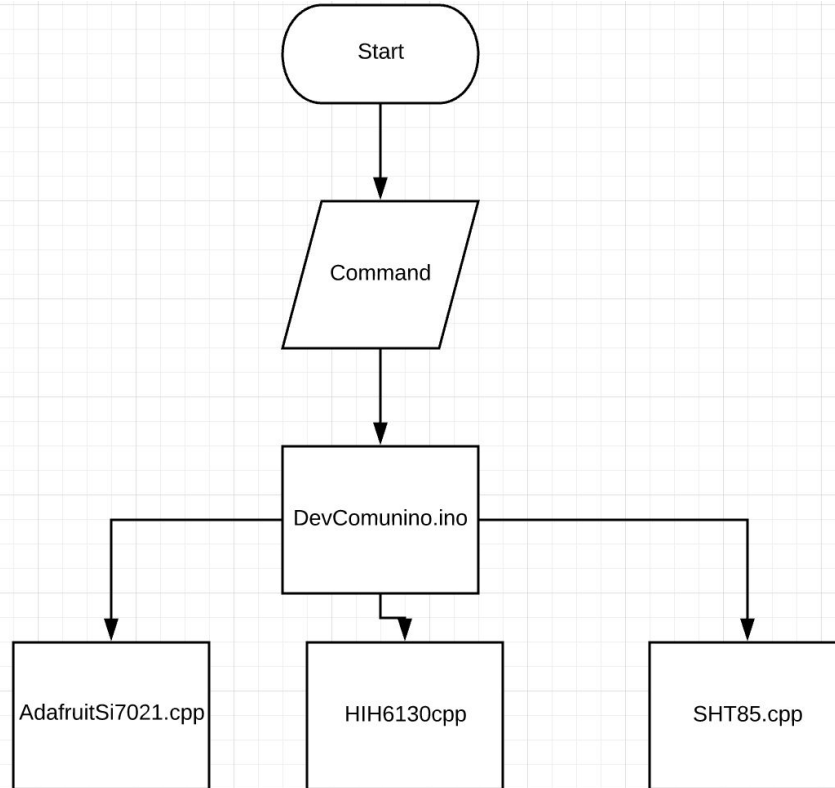 Start
Command
DevComunino.ino
AdafruitSi7021.cpp
HIH6130cpp
SHT85.cpp